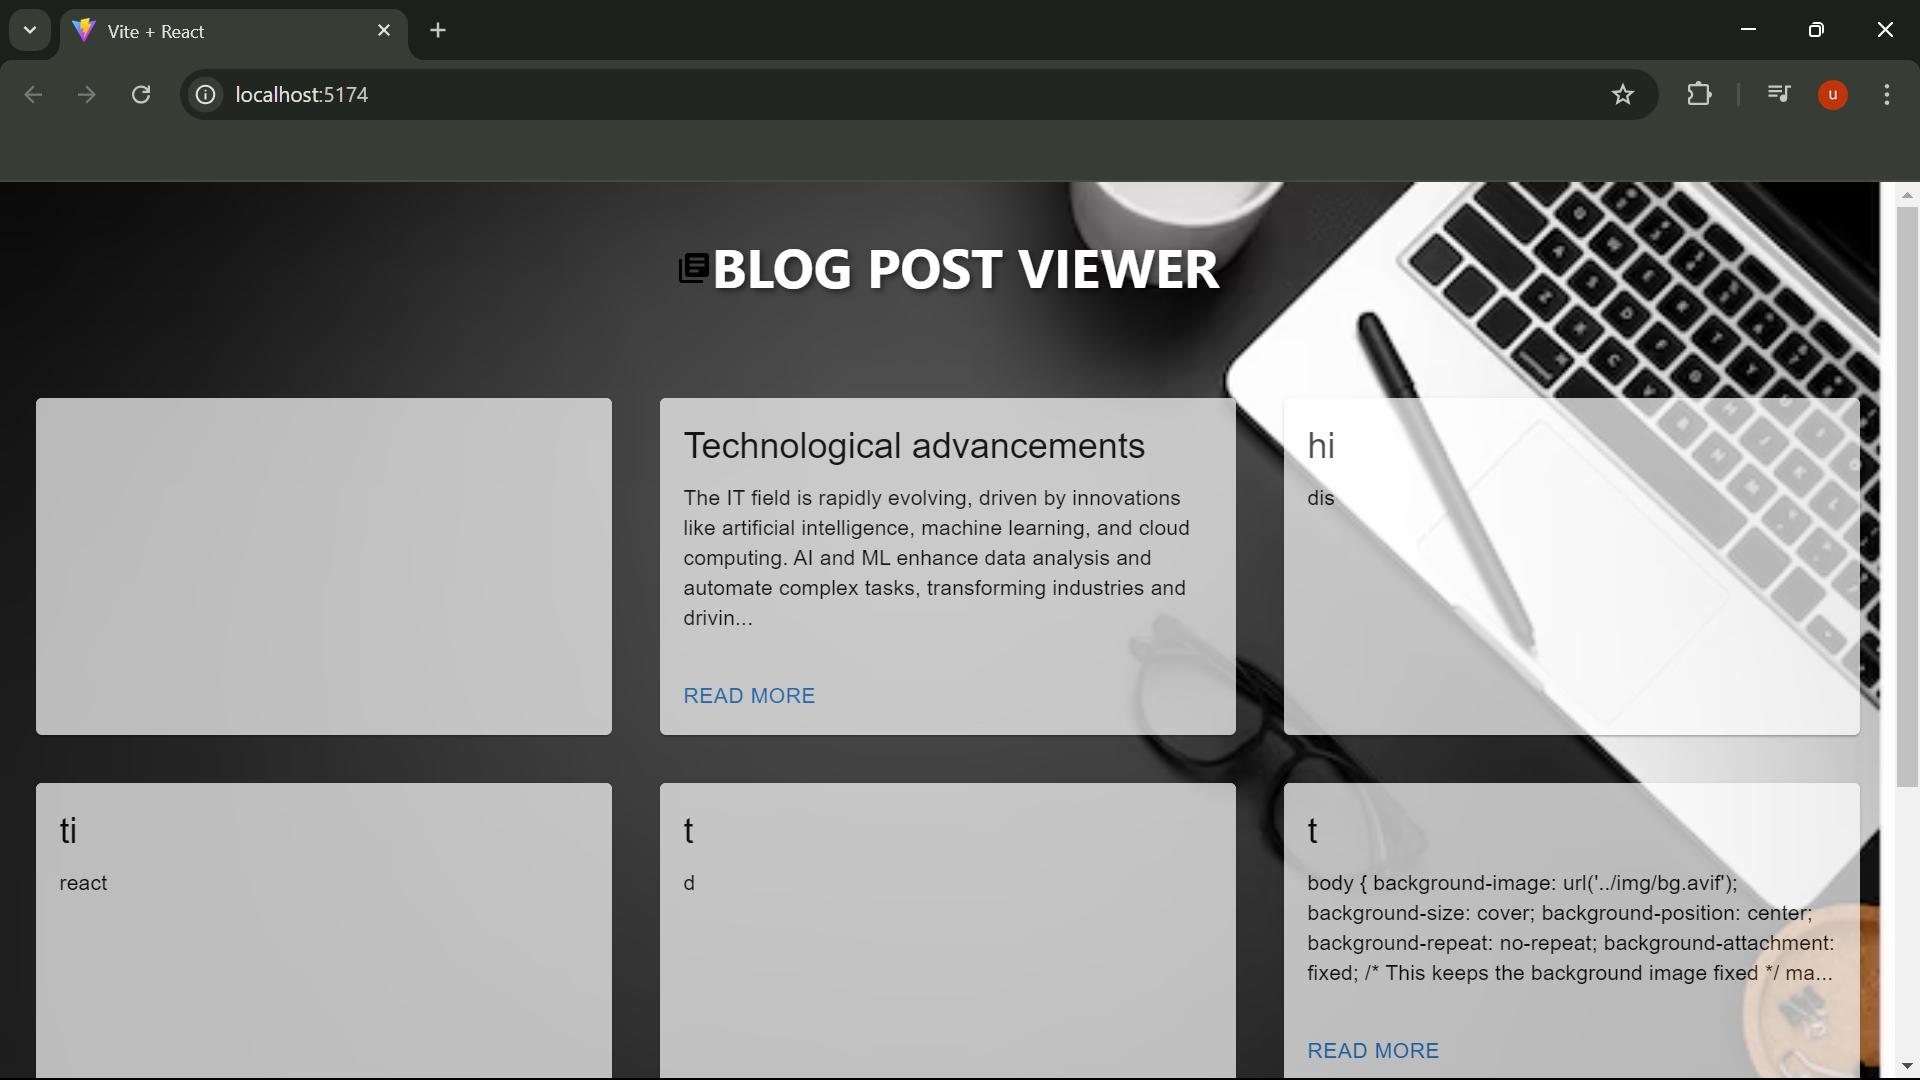 Vite + React
localhost:5174
u
BLOG POST VIEWER
Technological advancements
The IT field is rapidly evolving, driven by innovations
like artificial intelligence, machine learning, and cloud
computing. AI and ML enhance data analysis and
automate complex tasks, transforming industries and
drivin...
READ MORE
hi
dis
ti
react
t
d
t
body { background-image: url('../img/bg.avif');
background-size: cover; background-position: center;
background-repeat: no-repeat; background-attachment:
fixed; /* This keeps the background image fixed */ ma...
READ MORE